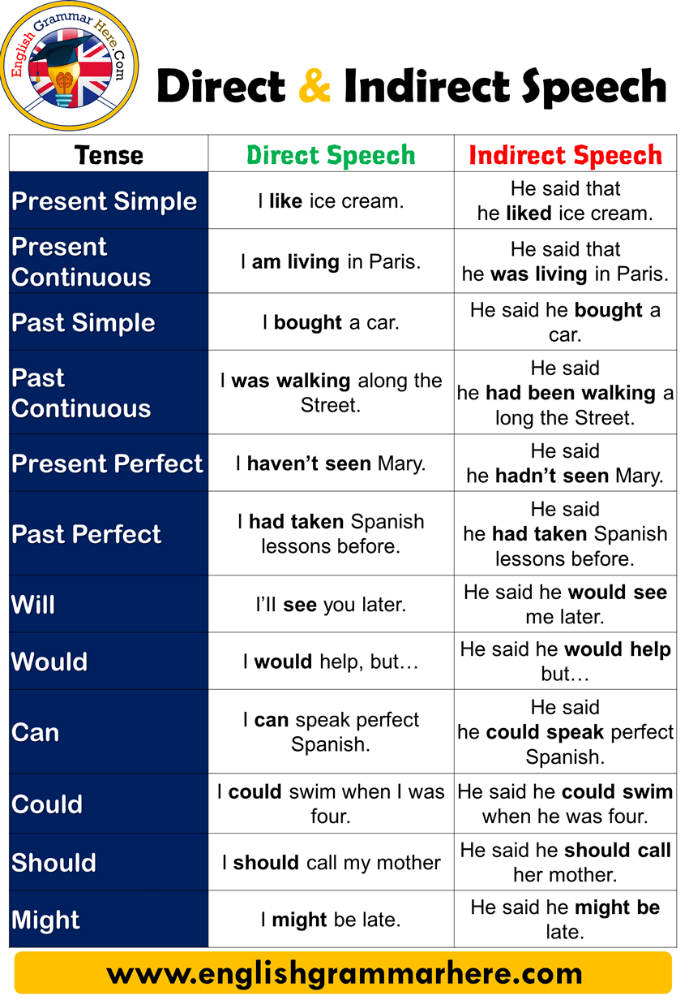 English Grammar Here.Com
Direct & Indirect Speech
Tense Direct Speech Indirect Speech
Present Simple
I like ice cream.
He said that
he liked ice cream.
Present
Continuous
I am living in Paris.
He said that
he was living in Paris.
Past Simple
I bought a car.
He said he bought a
car.
Past
Continuous
I was walking along the
Street.
He said
he had been walking a
long the Street.
Present Perfect
I haven’t seen Mary.
He said
he hadn’t seen Mary.
Past Perfect
I had taken Spanish
lessons before.
He said
he had taken Spanish
lessons before.
Will
I’ll see you later.
He said he would see
me later.
Would
I would help, but…
He said he would help
but…
Can
I can speak perfect
Spanish.
He said
he could speak perfect
Spanish.
Could
I could swim when I was
four.
He said he could swim
when he was four.
Should
I should call my mother
He said he should call
her mother.
Might
I might be late.
He said he might be
late.
www.englishgrammarhere.com